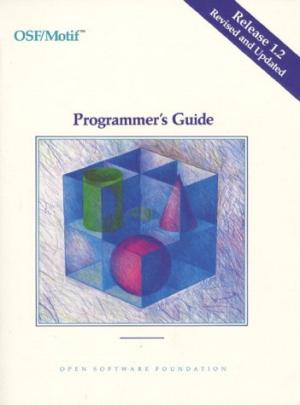 OSF/Motif™
Release 1.2
Revised and Updated
Programmer's Guide
OPEN SOFTWARE FOUNDATION